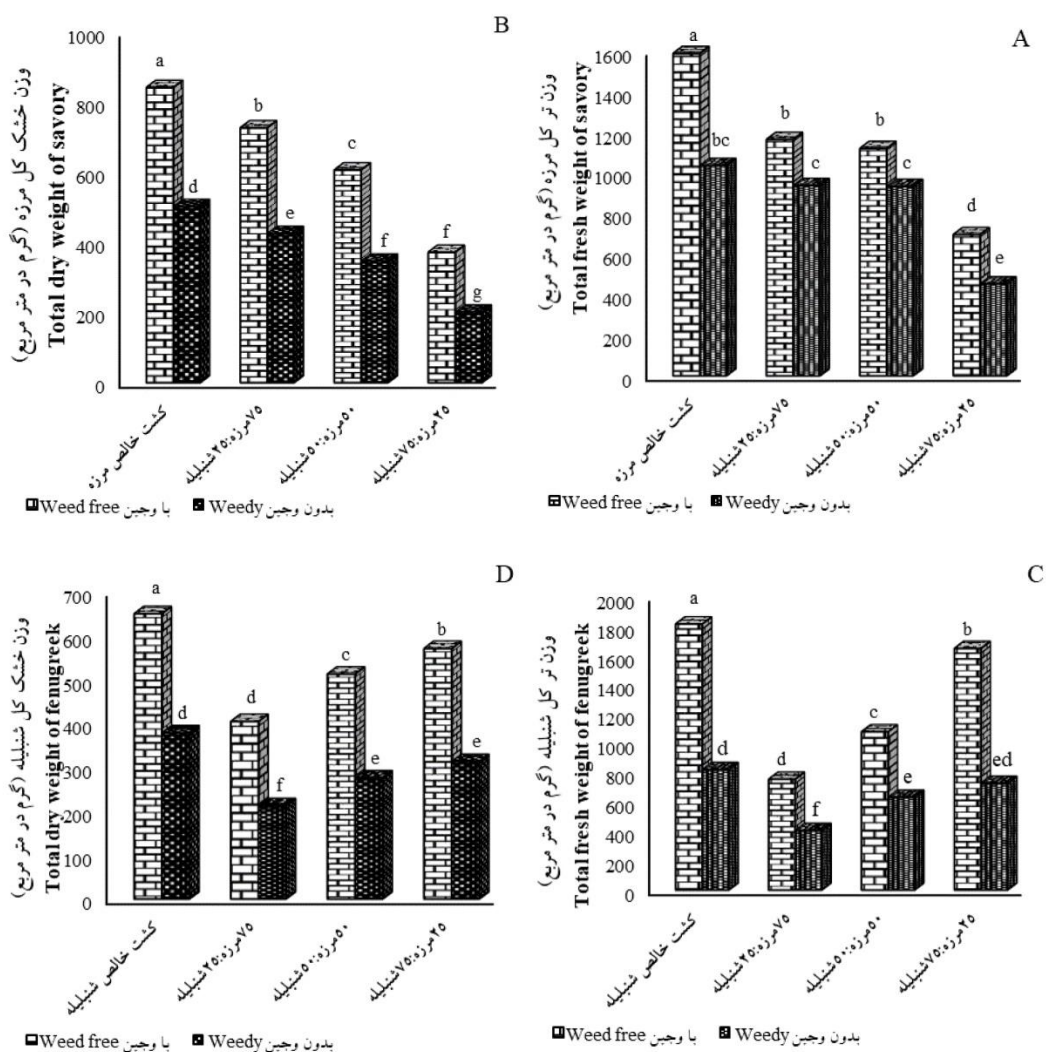 B
1000
800
600
400
200
0
وزن خشک کل مرزه (گرم در متر مربع)
Total dry weight of savory
a
b
c
d
e
f
f
g
کشت خالص مرزه
۷۵مرزه:۲۵شنبلیله
۵۰مرزه:۵۰شنبلیله
۲۵مرزه:۷۵شنبلیله
با وجین Weed free
بدون وجین Weedy
A
1600
1400
1200
1000
800
600
400
200
0
وزن تر کل مرزه (گرم در متر مربع)
Total fresh weight of savory
a
bc
b
c
b
c
d
e
کشت خالص مرزه
۷۵مرزه:۲۵شنبلیله
۵۰مرزه:۵۰شنبلیله
۲۵مرزه:۷۵شنبلیله
با وجین Weed free
بدون وجین Weedy
D
700
600
500
400
300
200
100
0
وزن خشک کل شنبلیله (گرم در متر مربع)
Total dry weight of fenugreek
a
d
d
f
c
e
b
e
کشت خالص شنبلیله
۷۵مرزه:۲۵شنبلیله
۵۰مرزه:۵۰شنبلیله
۲۵مرزه:۷۵شنبلیله
با وجین Weed free
بدون وجین Weedy
C
2000
1800
1600
1400
1200
1000
800
600
400
200
0
وزن تر کل شنبلیله (گرم در متر مربع)
Total fresh weight of fenugreek
a
d
d
f
c
e
b
ed
کشت خالص شنبلیله
۷۵مرزه:۲۵شنبلیله
۵۰مرزه:۵۰شنبلیله
۲۵مرزه:۷۵شنبلیله
با وجین Weed free
بدون وجین Weedy